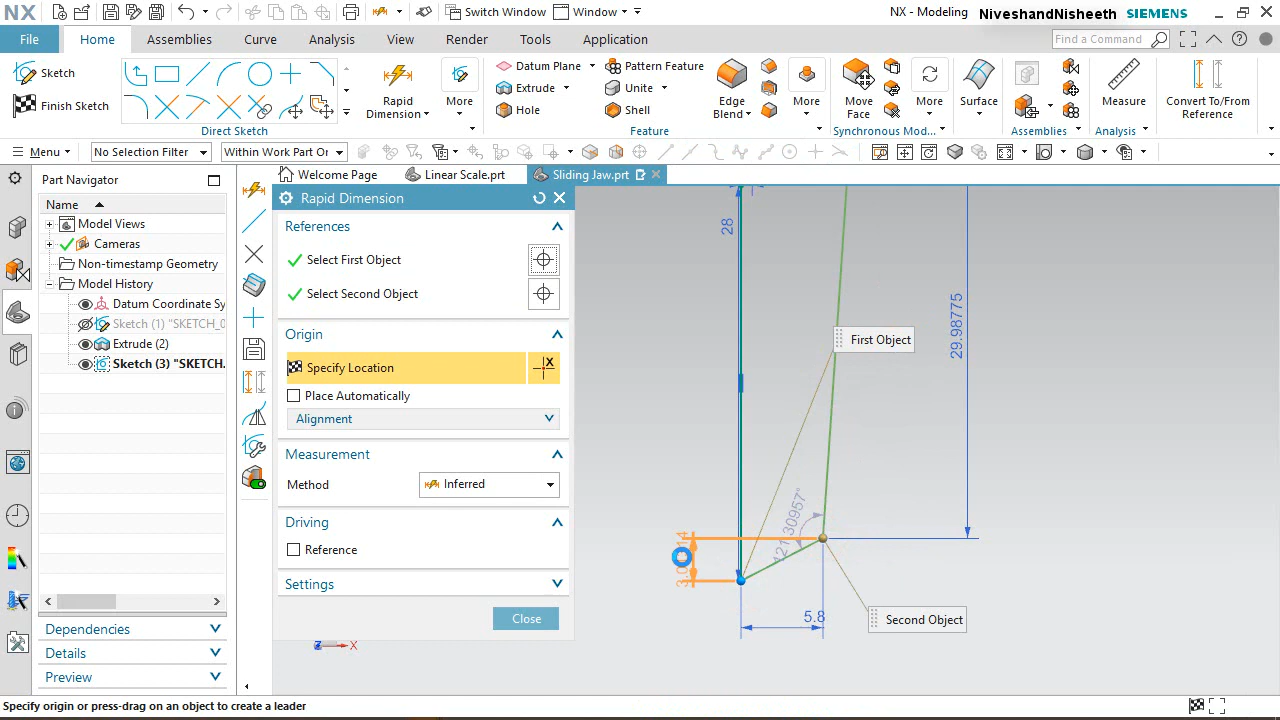 NX
Switch Window
Window
NX - Modeling
NiveshandNisheeth
SIEMENS
File
Home
Assemblies
Curve
Analysis
View
Render
Tools
Application
Find a Command
Sketch
Finish Sketch
Direct Sketch
Rapid
Dimension
More
Datum Plane
Extrude
Hole
Pattern Feature
Unite
Shell
Edge
Blend
More
Feature
Move
Face
More
Synchronous Mod...
Surface
Assemblies
Measure
Analysis
Convert To/From
Reference
Menu
No Selection Filter
Within Work Part Or
Part Navigator
Name
Model Views
Cameras
Non-timestamp Geometry
Model History
Datum Coordinate Sy
Sketch (1) "SKETCH_0
Extrude (2)
Sketch (3) "SKETCH.
Dependencies
Details
Preview
Welcome Page
Linear Scale.prt
Sliding Jaw.prt
Rapid Dimension
References
Select First Object
Select Second Object
Origin
Specify Location
Place Automatically
Alignment
Measurement
Method
Inferred
Driving
Reference
Settings
Close
28
29.98775
First Object
121.30957°
Second Object
5.8
Z
X
Specify origin or press-drag on an object to create a leader